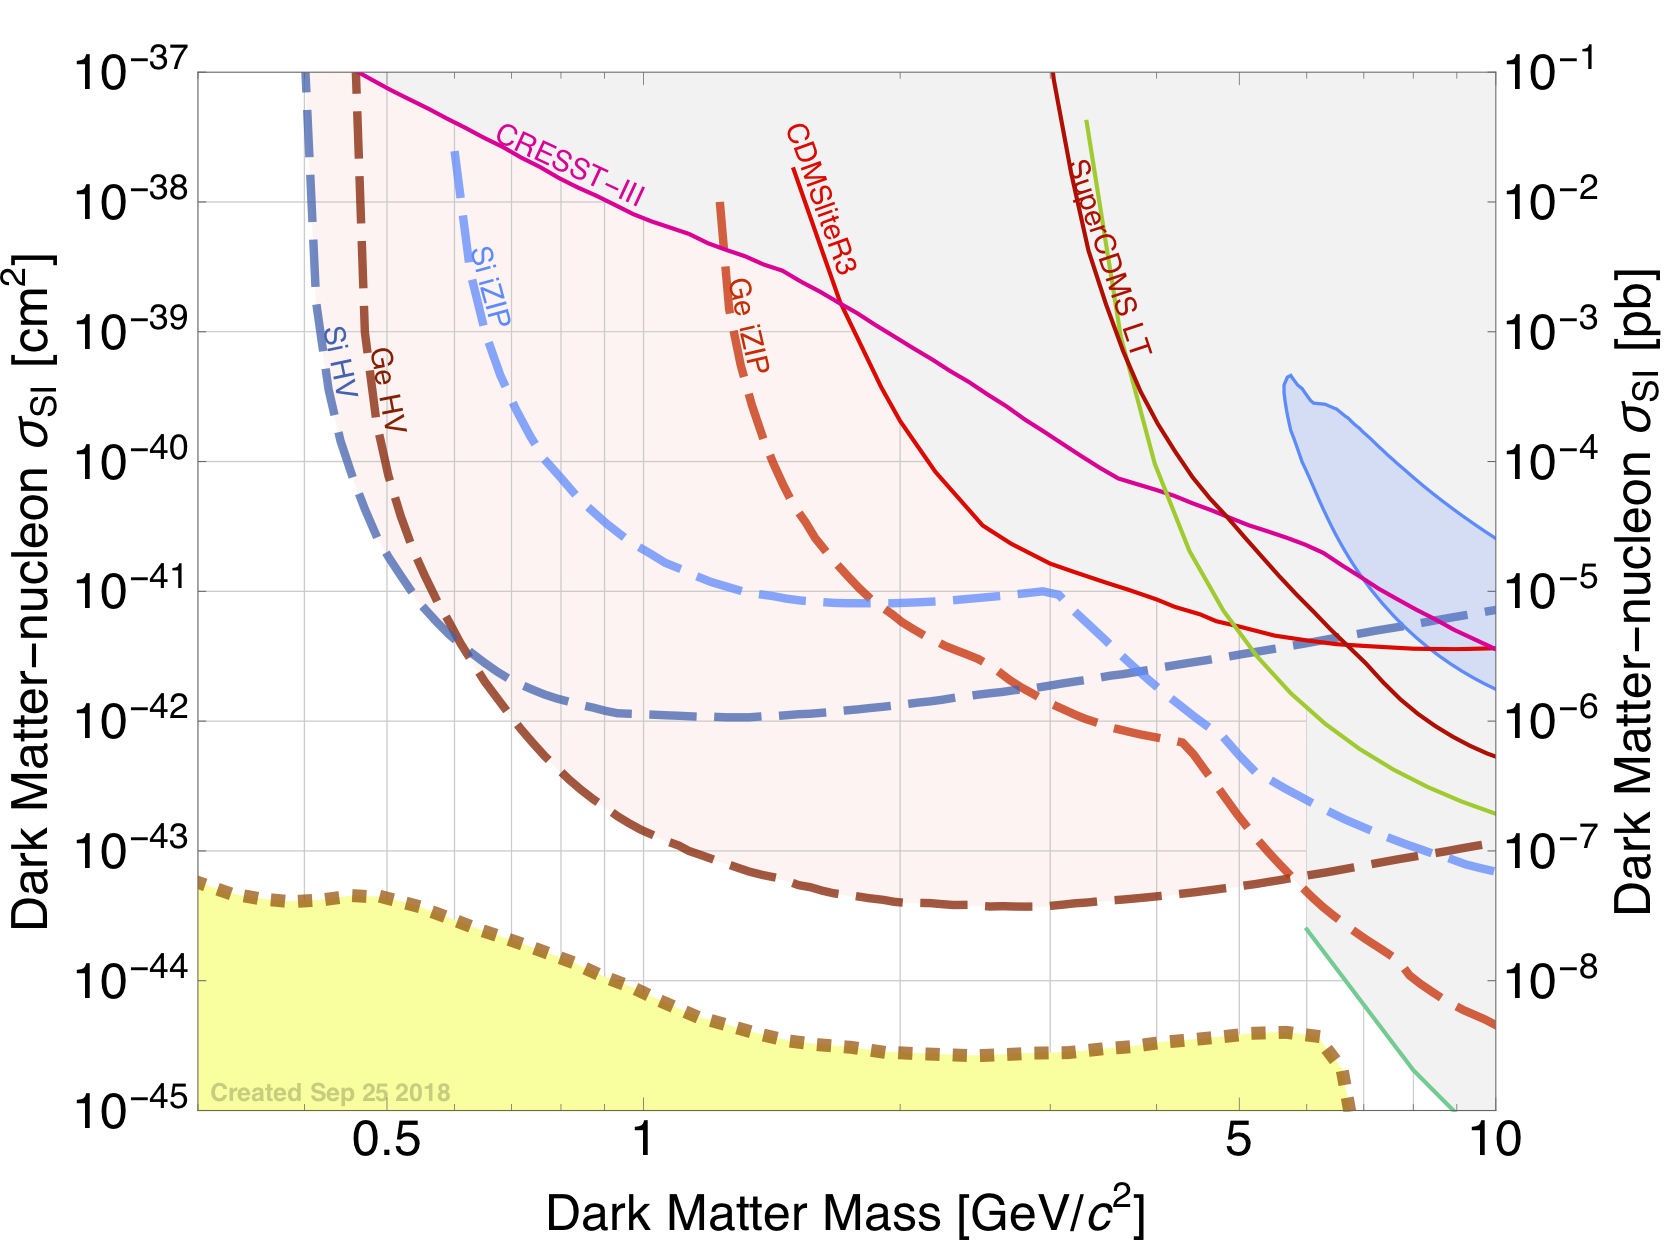 10−37
10−38
10−39
10−40
10−41
10−42
10−43
10−44
10−45
10−1
10−2
10−3
10−4
10−5
10−6
10−7
10−8
Dark Matter−nucleon σSI [cm2]
Dark Matter−nucleon σSI [pb]
CRESST−III
CDMSliteR3
SuperCDMS LT
Si iZIP
Ge iZIP
Si HV
Ge HV
Created Sep 25 2018
0.5
1
5
10
Dark Matter Mass [GeV/c2]